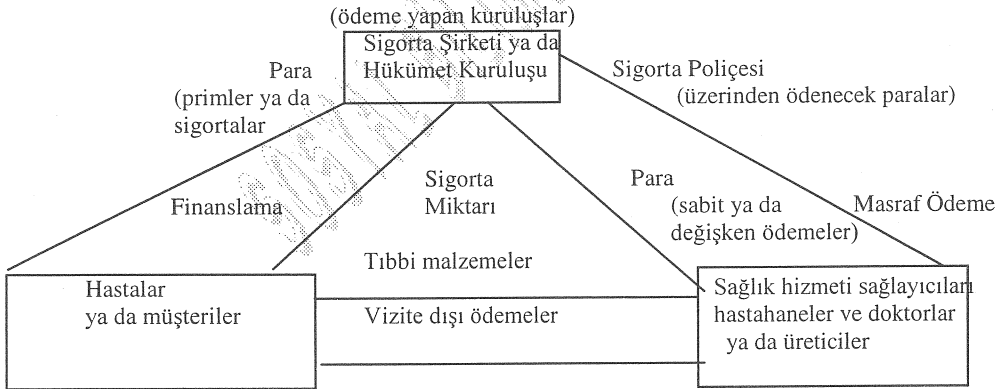 (ödeme yapan kuruluşlar)
Sigorta Şirketi ya da
Hükümet Kuruluşu
Para
(primler ya da
sigortalar
Sigorta Poliçesi
(üzerinden ödenecek paralar)
Finanslama
Sigorta
Miktarı
Para
(sabit ya da
değişken ödemeler)
Masraf Ödeme
Tıbbi malzemeler
Vizite dışı ödemeler
Hastalar
ya da müşteriler
Sağlık hizmeti sağlayıcıları
hastahaneler ve doktorlar
ya da üreticiler